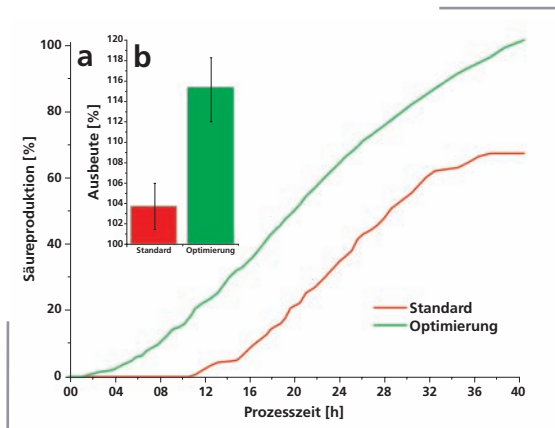 a
b
Säureproduktion [%]
100
80
60
40
20
0
Ausbeute [%]
120
118
116
114
112
110
108
106
104
102
100
Standard Optimierung
Standard
Optimierung
00 04 08 12 16 20 24 28 32 36 40
Prozesszeit [h]